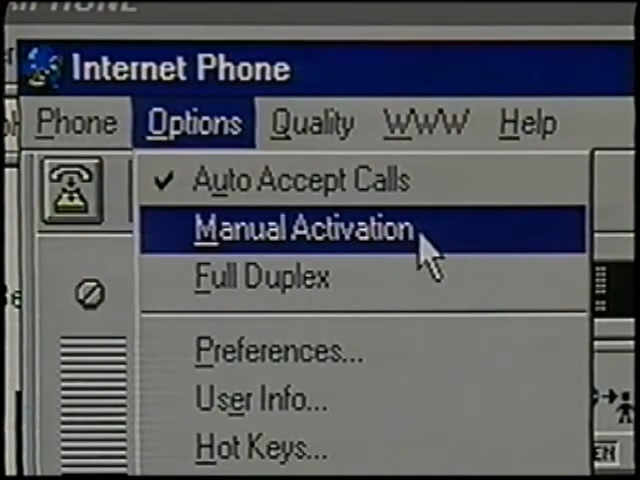 Internet Phone
Phone Options Quality WWW Help
Auto Accept Calls
Manual Activation
Full Duplex
Preferences...
User Info...
Hot Keys...
EN